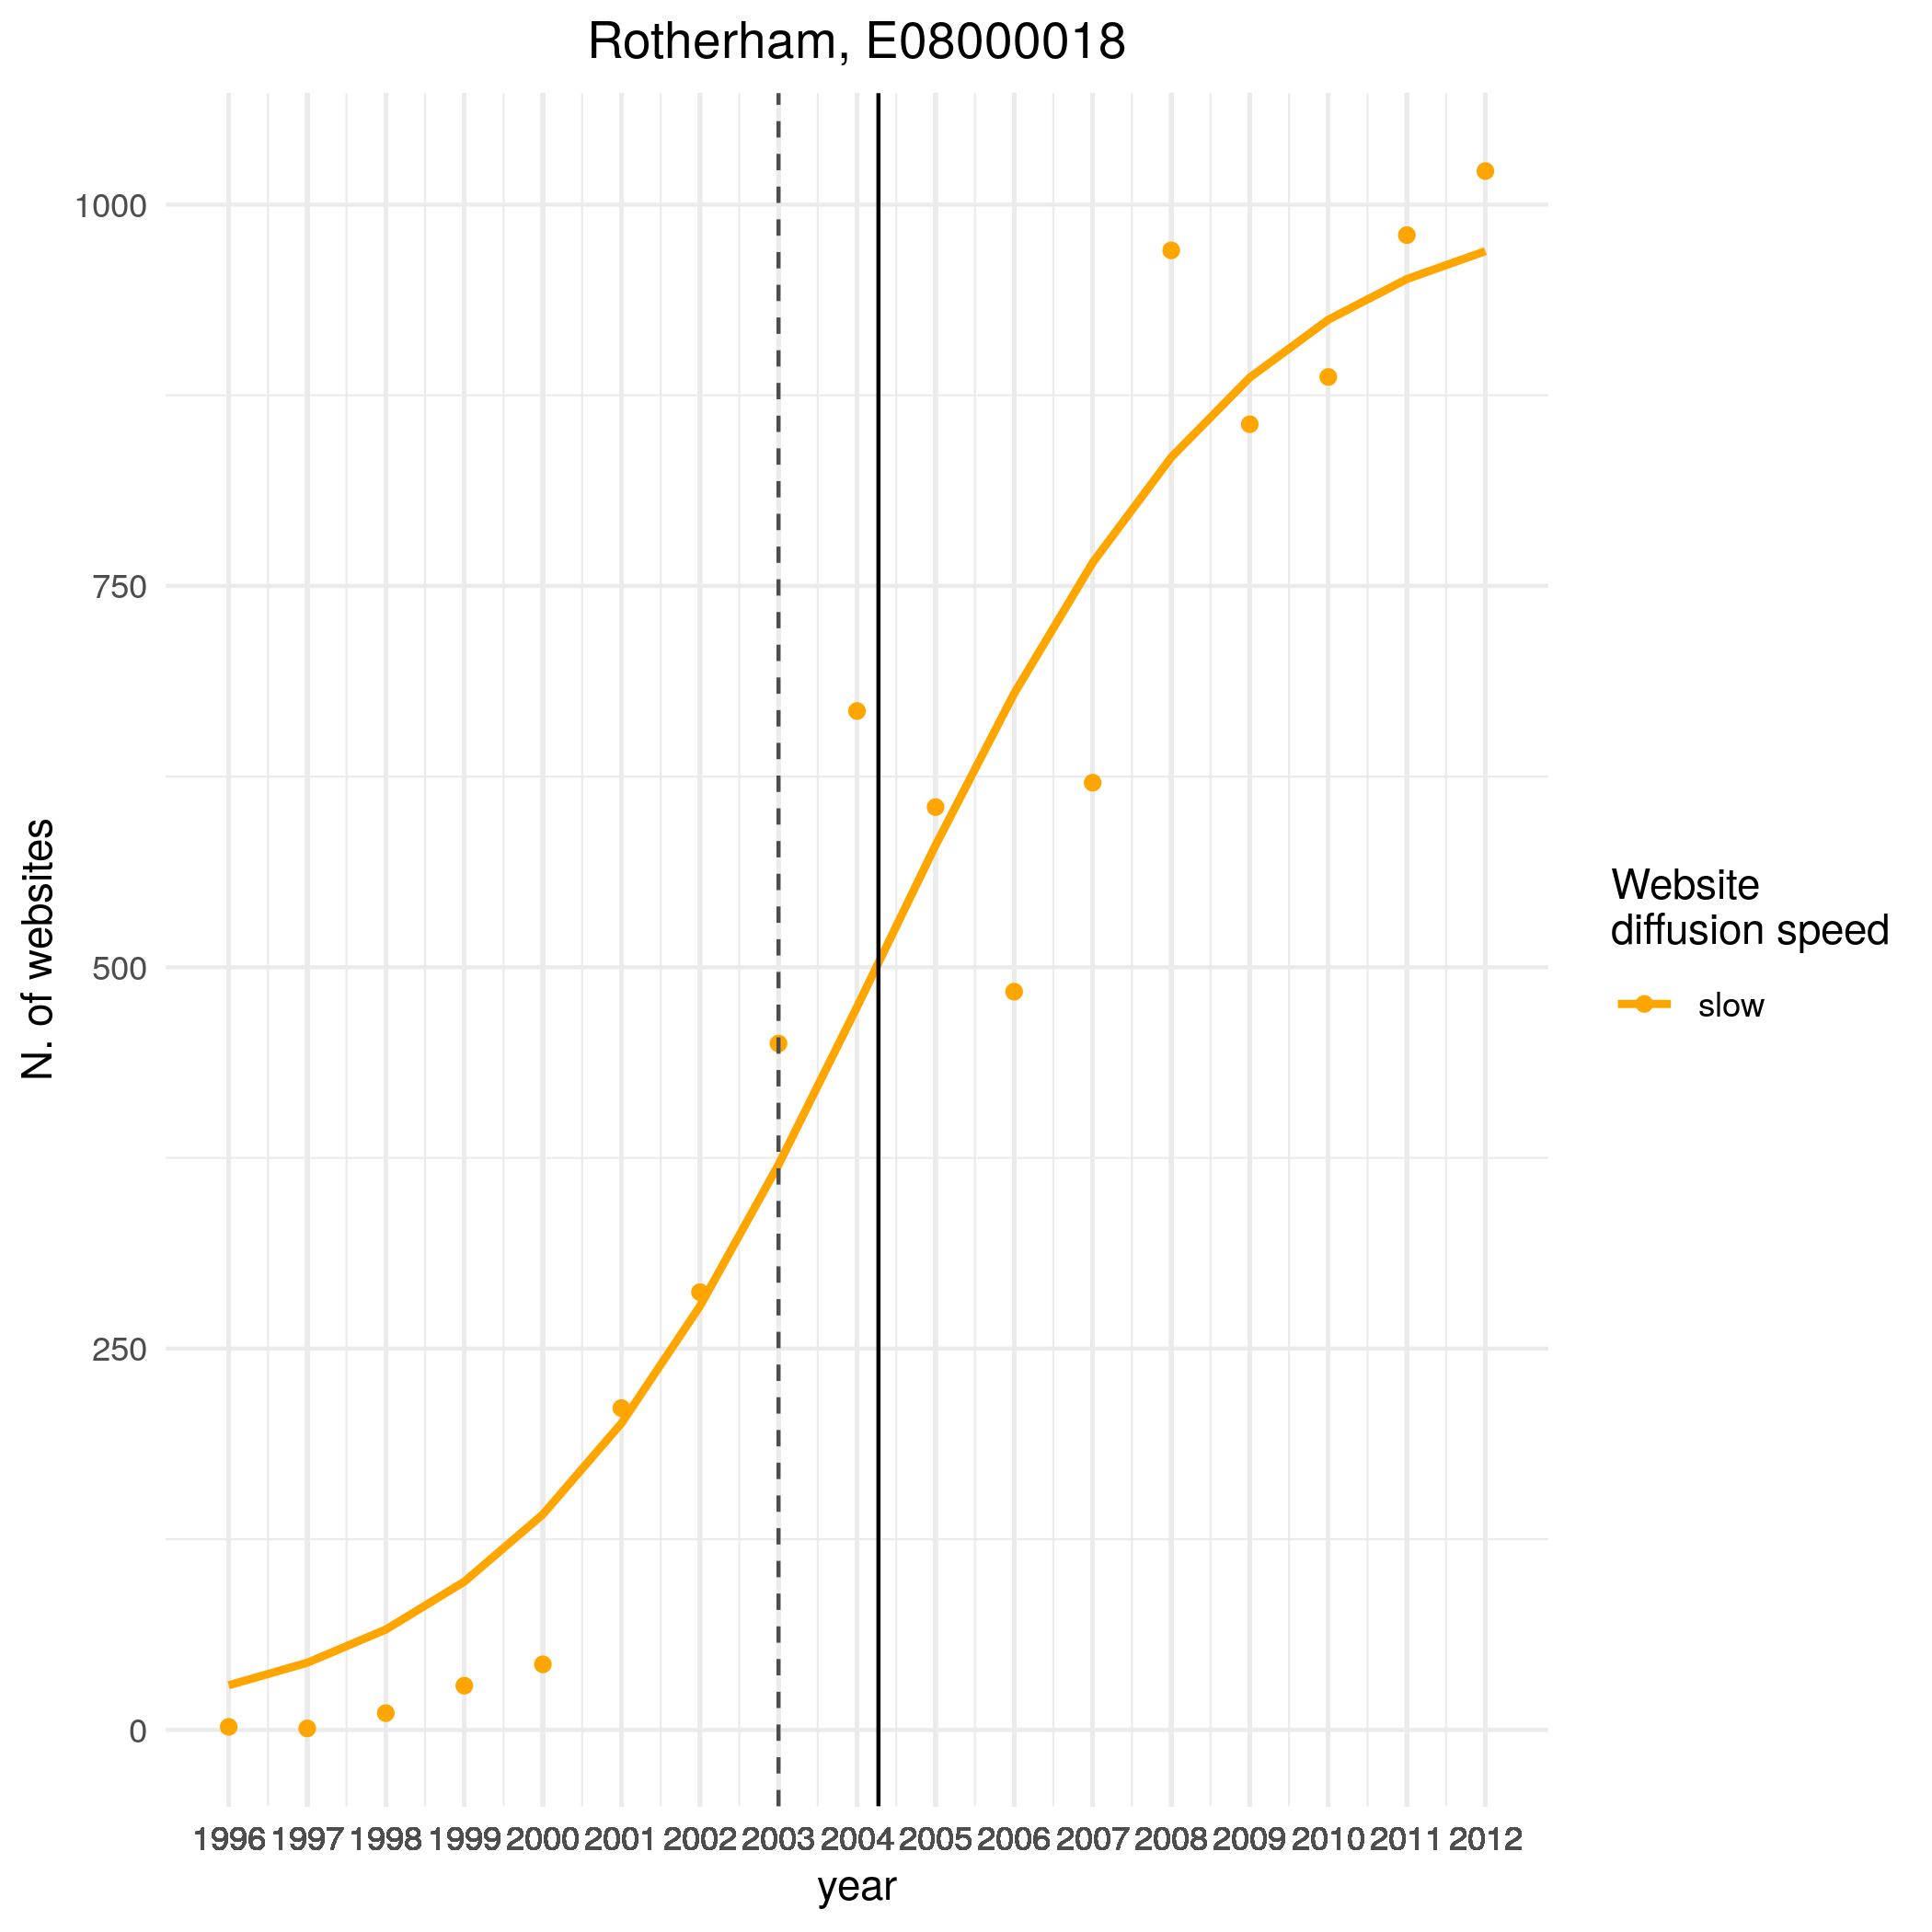 Rotherham, E08000018
1000
750
500
250
0
N. of websites
1996 1997 1998 1999 2000 2001 2002 2003 2004 2005 2006 2007 2008 2009 2010 2011 2012
year
Website
diffusion speed
slow